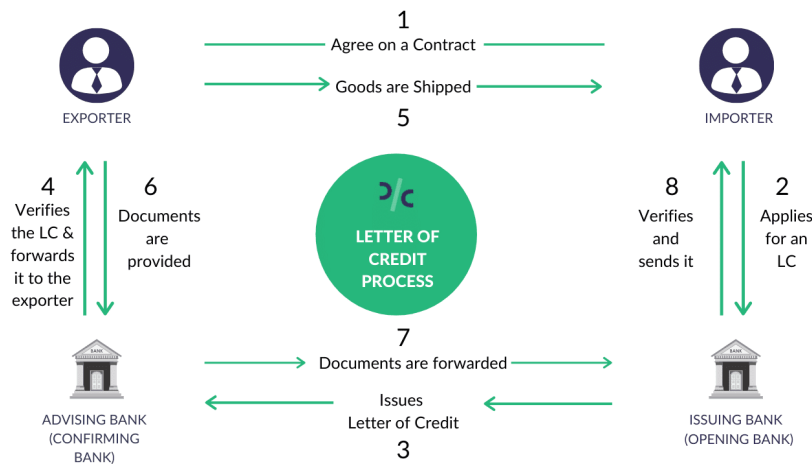 1
Agree on a Contract
Goods are Shipped
5
EXPORTER
IMPORTER
4
Verifies
the LC &
forwards
it to the
exporter
6
Documents
are
provided
LETTER OF
CREDIT
PROCESS
8
Verifies
and
sends it
2
Applies
for an
LC
BANK
ADVISING BANK
(CONFIRMING
BANK)
7
Documents are forwarded
Issues
Letter of Credit
3
BANK
ISSUING BANK
(OPENING BANK)